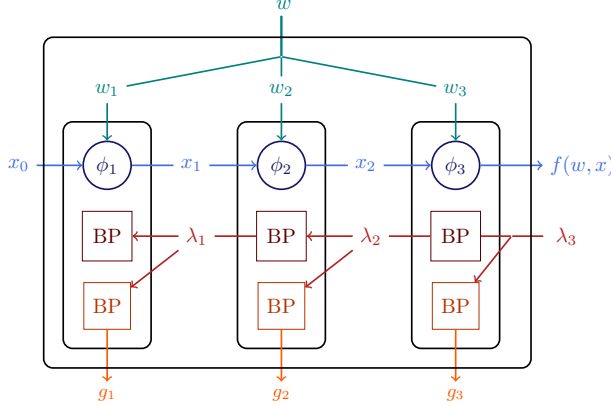 w
w₁ w₂ w₃
x₀ ϕ₁ x₁ ϕ₂ x₂ ϕ₃ f(w, x)
BP λ₁ BP λ₂ BP λ₃
BP BP BP
g₁ g₂ g₃